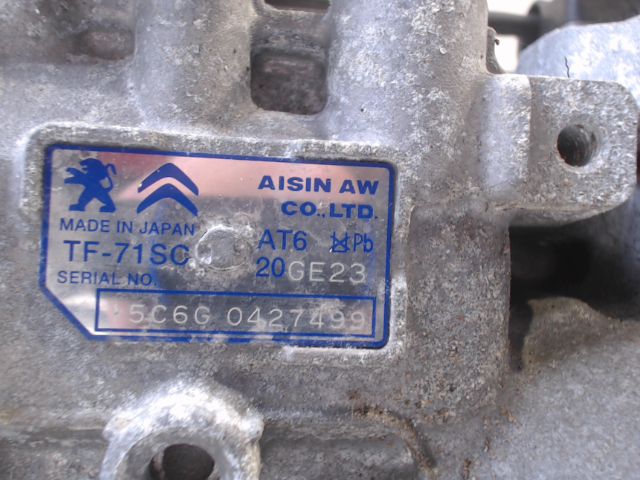 AISIN AW
CO.,LTD.
MADE IN JAPAN
TF-71SC AT6 Pb
20GE23
SERIAL NO.
5C6G 0427499